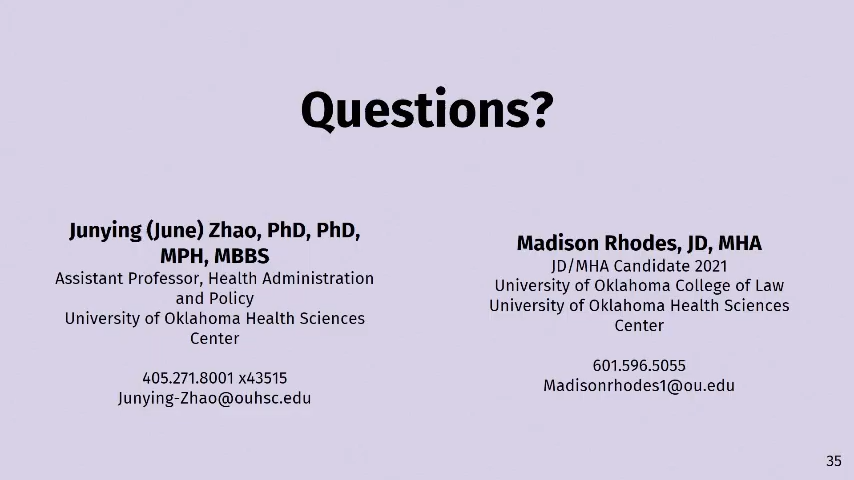 Questions?
Junying (June) Zhao, PhD, PhD,
MPH, MBBS
Assistant Professor, Health Administration
and Policy
University of Oklahoma Health Sciences
Center
405.271.8001 x43515
Junying-Zhao@ouhsc.edu
Madison Rhodes, JD, MHA
JD/MHA Candidate 2021
University of Oklahoma College of Law
University of Oklahoma Health Sciences
Center
601.596.5055
Madisonrhodes1@ou.edu
35